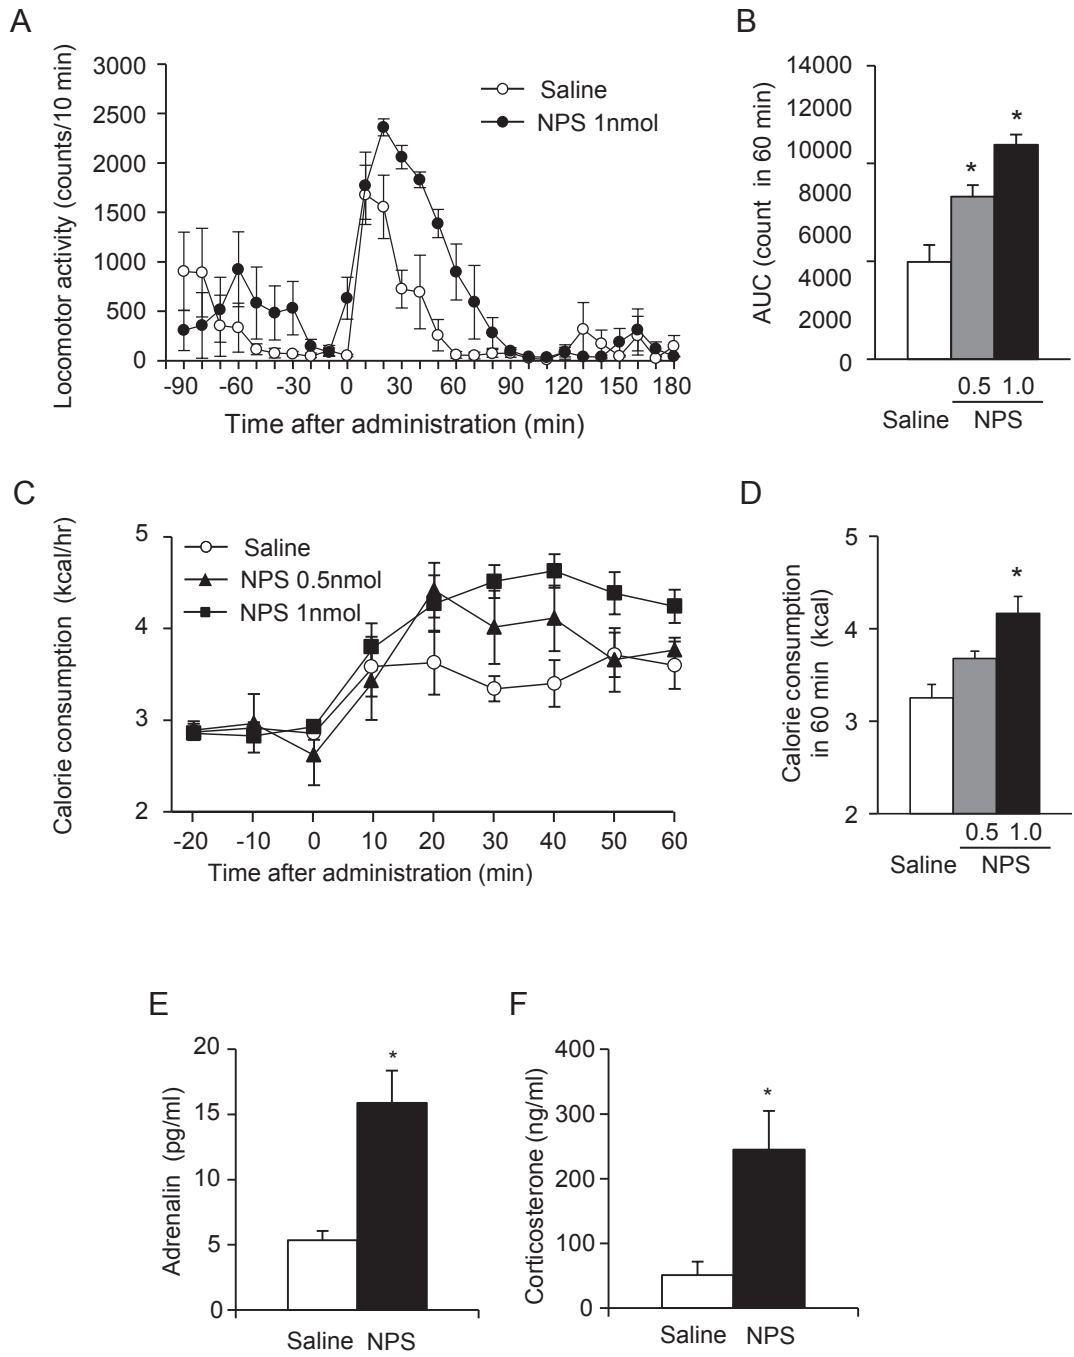 A
Locomotor activity (counts/10 min)
3000
2500
2000
1500
1000
500
0
-90 -60 -30 0 30 60 90 120 150 180
Time after administration (min)
Saline
NPS 1nmol
B
AUC (count in 60 min)
14000
12000
10000
8000
6000
4000
2000
0
*
*
0.5 1.0
Saline NPS
C
Calorie consumption (kcal/hr)
5
4
3
2
-20 -10 0 10 20 30 40 50 60
Time after administration (min)
Saline
NPS 0.5nmol
NPS 1nmol
D
Calorie consumption
in 60 min (kcal)
5
4
3
2
*
0.5 1.0
Saline NPS
E
Adrenalin (pg/ml)
20
15
10
5
0
*
Saline NPS
F
Corticosterone (ng/ml)
400
300
200
100
0
*
Saline NPS